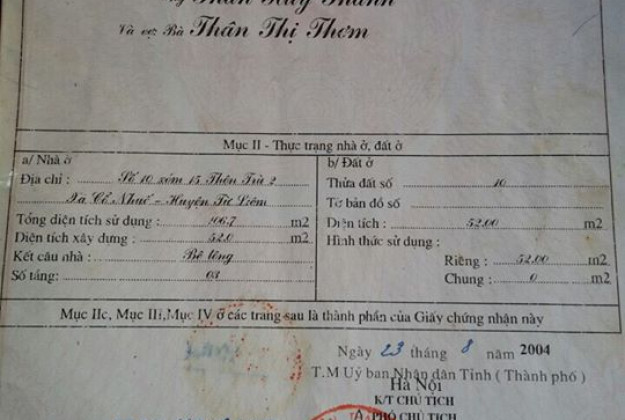 Và vợ Bà Thân Thị Thơm
Mục II - Thực trạng nhà ở, đất ở
a/ Nhà ở
Địa chỉ : Số 10 xóm 15 Thôn Trù 2
Xã Cổ Nhuế - Huyện Từ Liêm
Tổng diện tích sử dụng : 106,7 m2
Diện tích xây dựng : 52,0 m2
Kết cấu nhà : Bê tông
Số tầng: 03
b/ Đất ở
Thửa đất số 10
Tờ bản đồ số
Diện tích : 52,00 m2
Hình thức sử dụng :
Riêng : 52,00 m2
Chung : 0 m2
Mục IIc, Mục III,Mục IV ở các trang sau là thành phần của Giấy chứng nhận này
Ngày 23 tháng 8 năm 2004
T.M Uỷ ban Nhân dân Tỉnh ( Thành phố )
Hà Nội
K/T CHỦ TỊCH
PHÓ CHỦ TỊCH